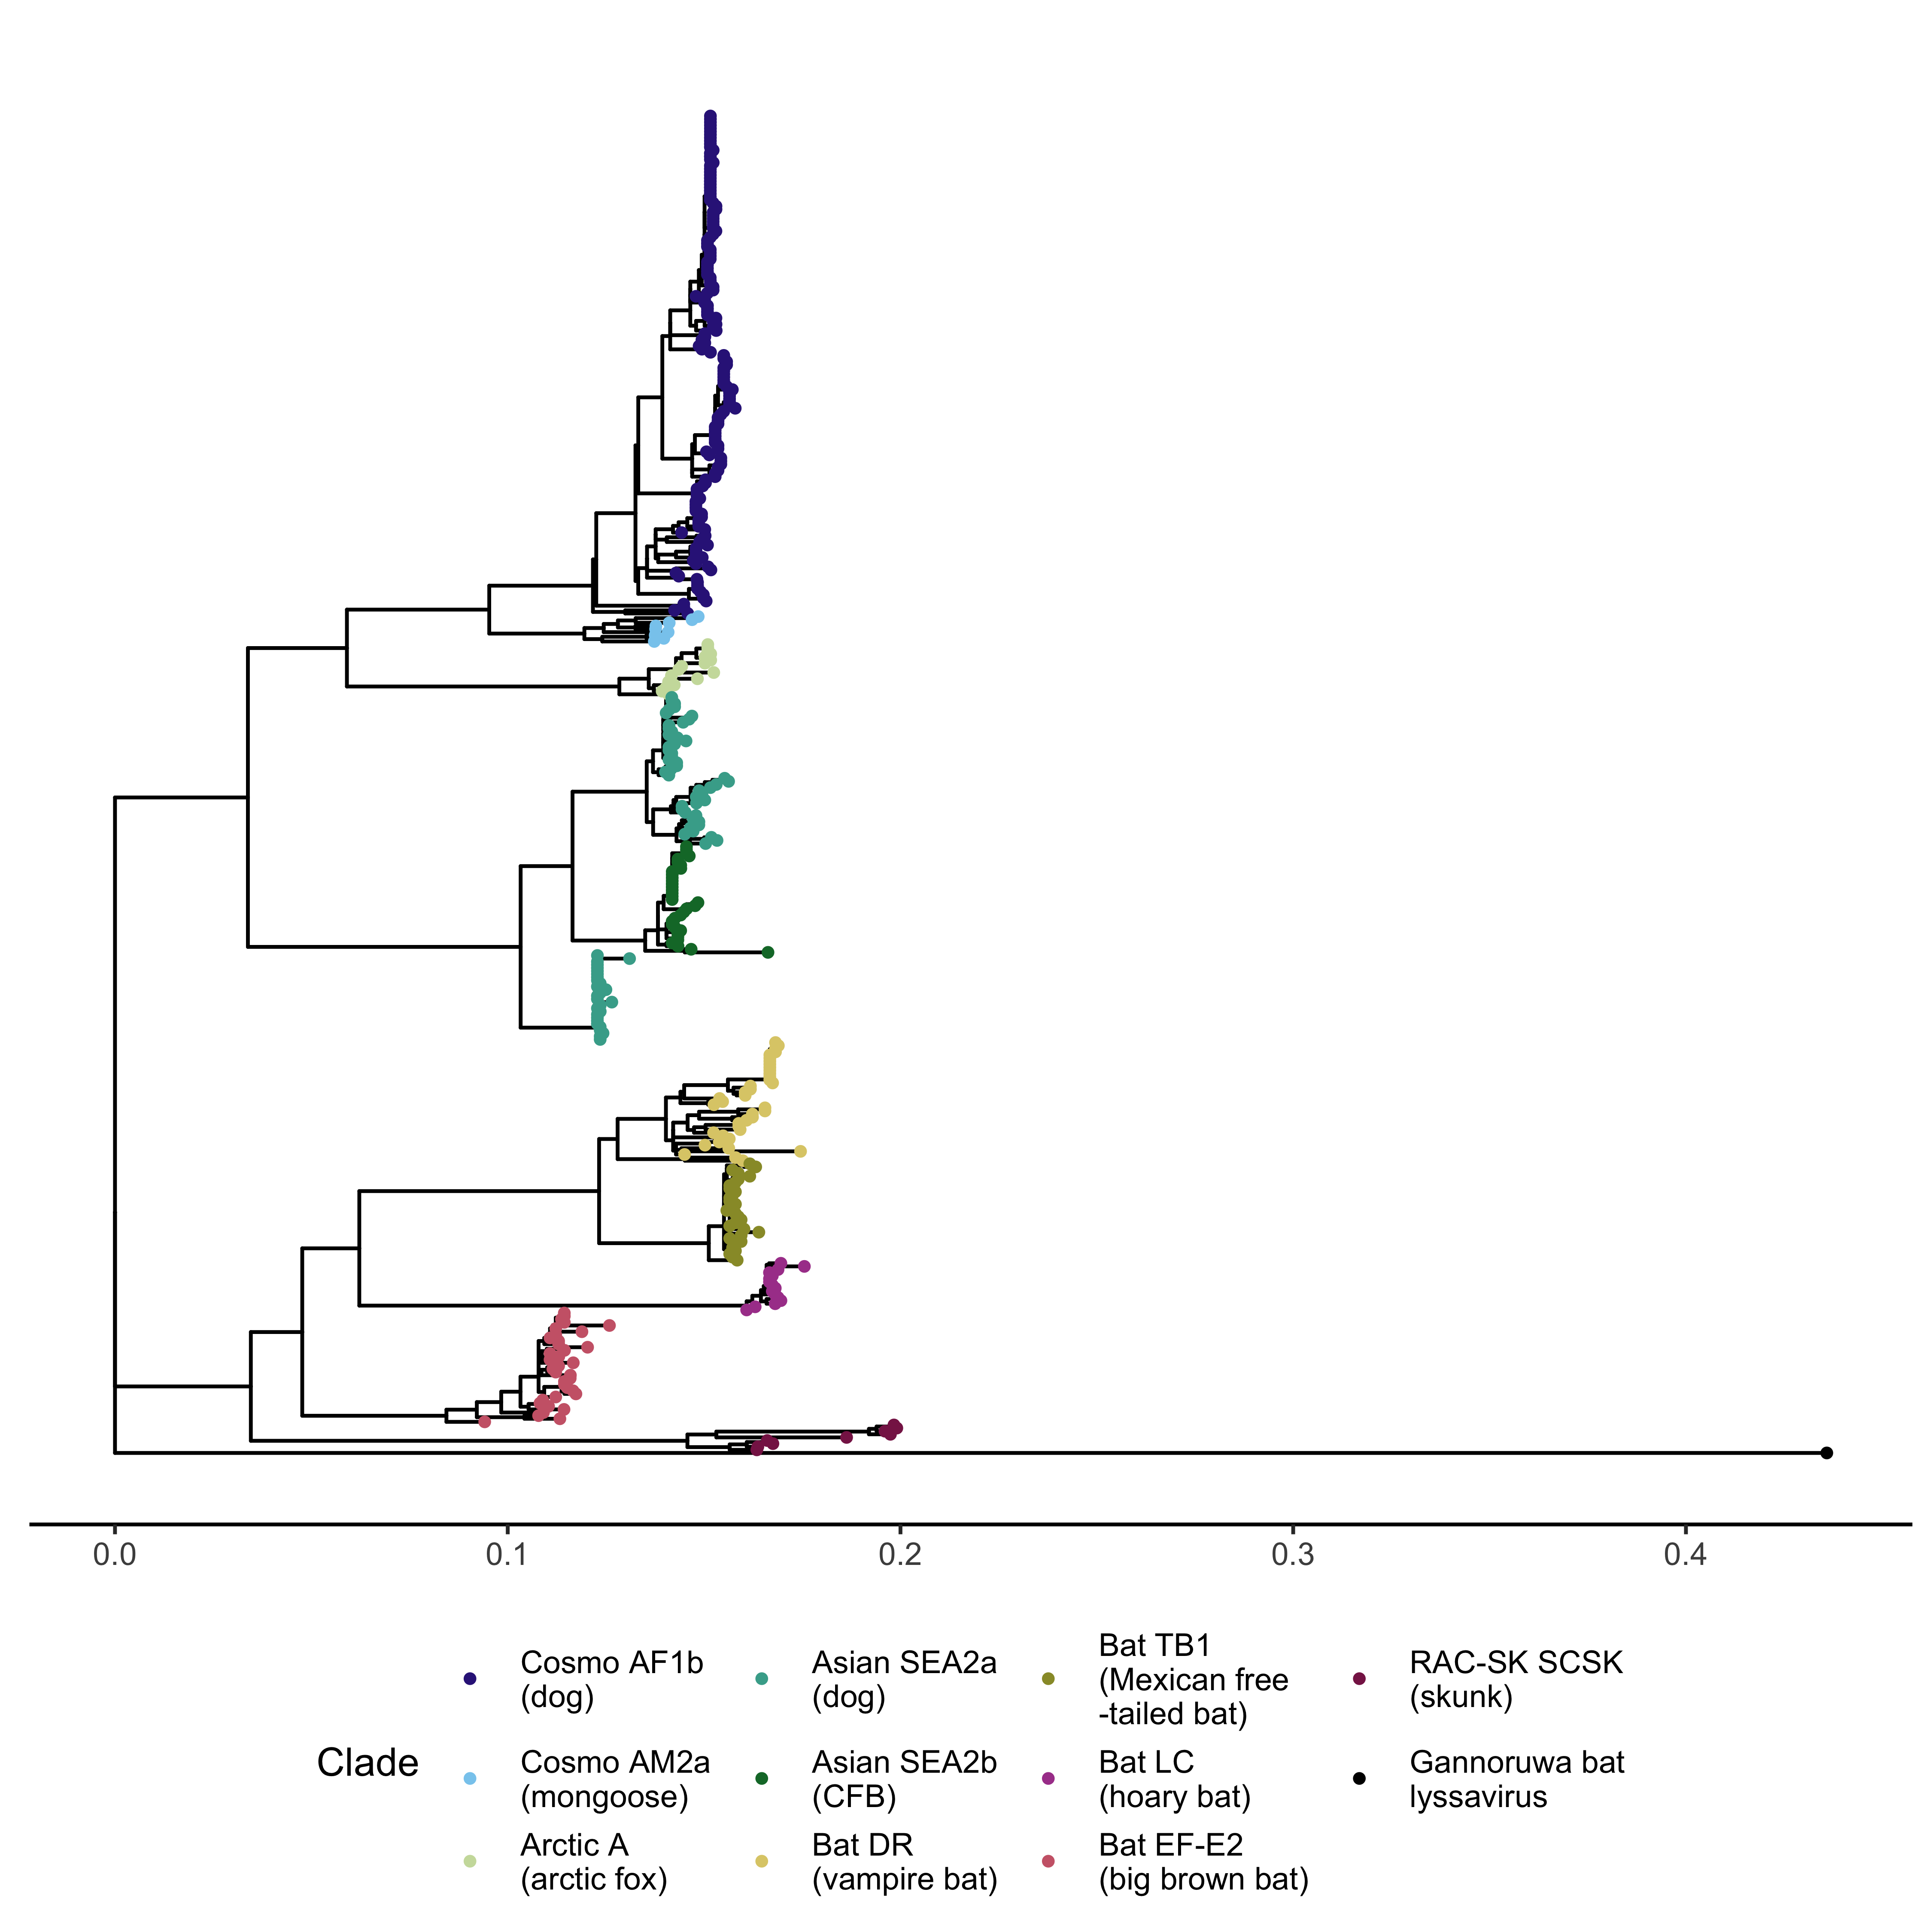 0.0 0.1 0.2 0.3 0.4
Clade
Cosmo AF1b
(dog)
Cosmo AM2a
(mongoose)
Arctic A
(arctic fox)
Asian SEA2a
(dog)
Asian SEA2b
(CFB)
Bat DR
(vampire bat)
Bat TB1
(Mexican free
-tailed bat)
Bat LC
(hoary bat)
Bat EF-E2
(big brown bat)
RAC-SK SCSK
(skunk)
Gannoruwa bat
lyssavirus